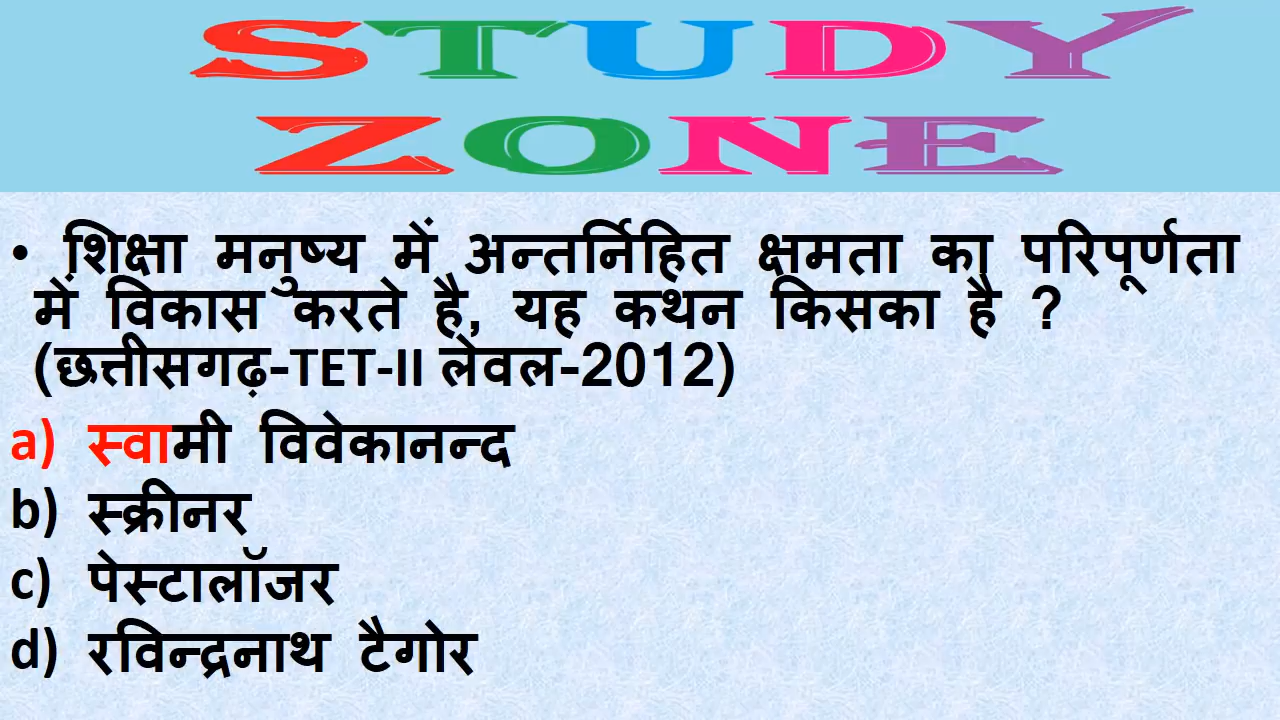 STUDY
ZONE
• शिक्षा मनुष्य में अन्तर्निहित क्षमता का परिपूर्णता
में विकास करते है, यह कथन किसका है ?
(छत्तीसगढ़-TET-II लेवल-2012)
a) स्वामी विवेकानन्द
b) स्क्रीनर
c) पेस्टालॉजर
d) रविन्द्रनाथ टैगोर